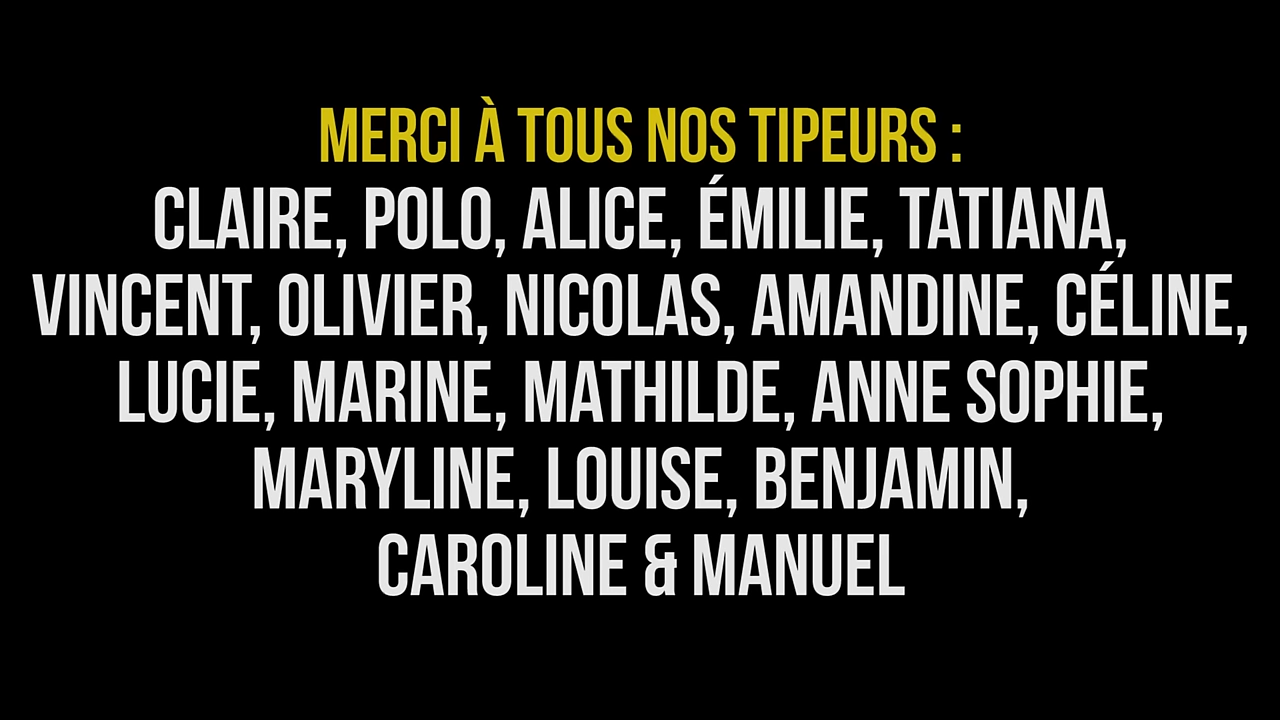 MERCI À TOUS NOS TIPEURS :
CLAIRE, POLO, ALICE, ÉMILIE, TATIANA,
VINCENT, OLIVIER, NICOLAS, AMANDINE, CÉLINE,
LUCIE, MARINE, MATHILDE, ANNE SOPHIE,
MARYLINE, LOUISE, BENJAMIN,
CAROLINE & MANUEL